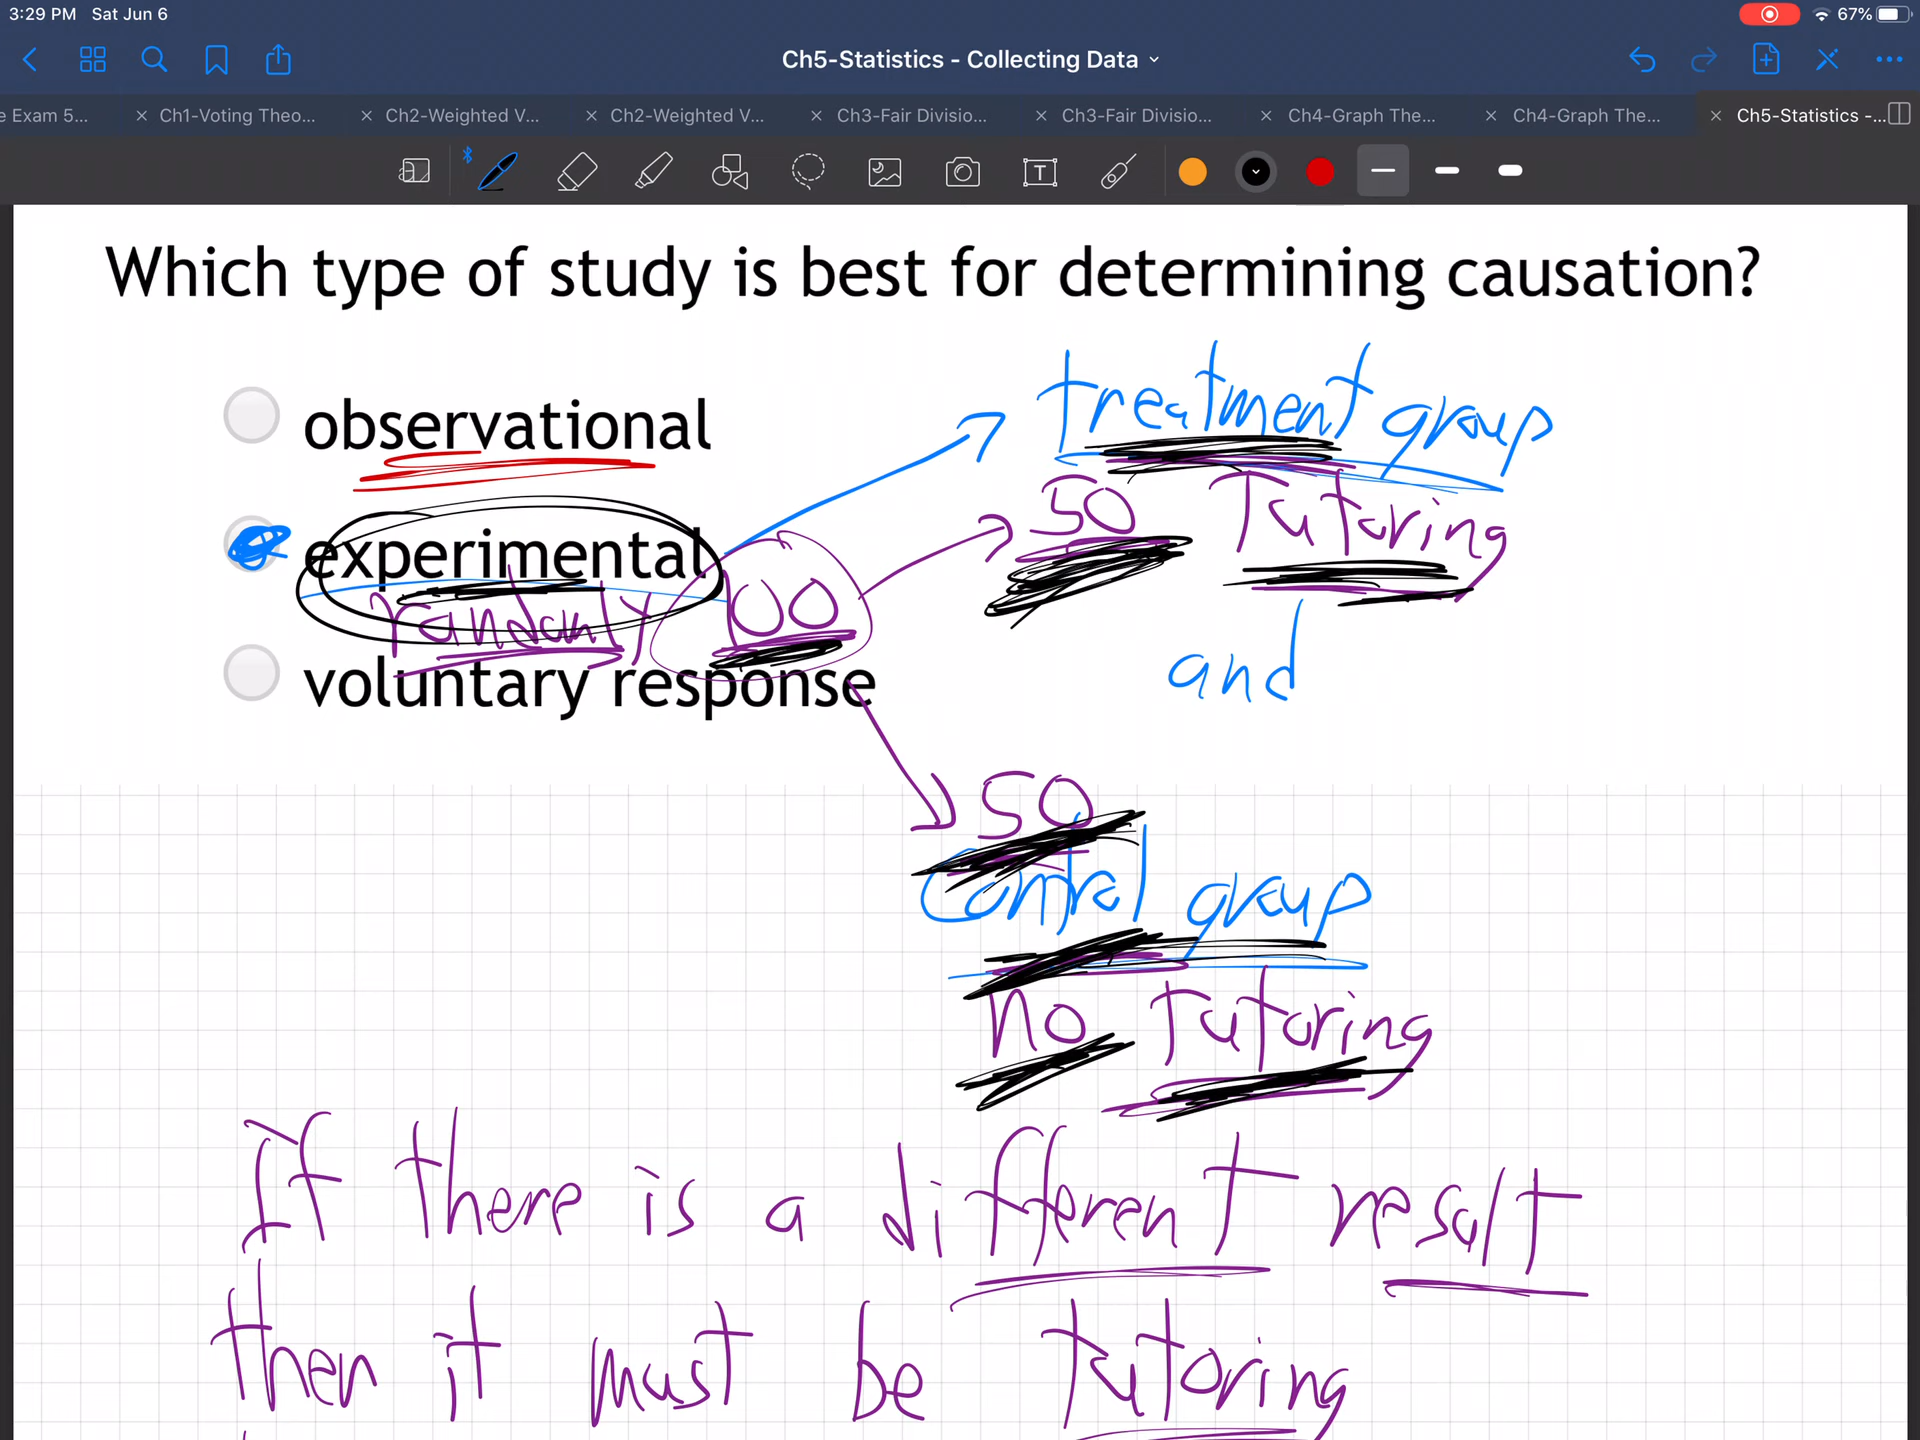 3:29 PM Sat Jun 6
67%
Ch5-Statistics - Collecting Data
e Exam 5...
Ch1-Voting Theo...
Ch2-Weighted V...
Ch2-Weighted V...
Ch3-Fair Divisio...
Ch3-Fair Divisio...
Ch4-Graph The...
Ch4-Graph The...
Ch5-Statistics -...
T
Which type of study is best for determining causation?
observational
treatment group
50 Tutoring
experimental
randomly 100
and
voluntary response
50
Control group
no tutoring
If there is a different result
then it must be tutoring